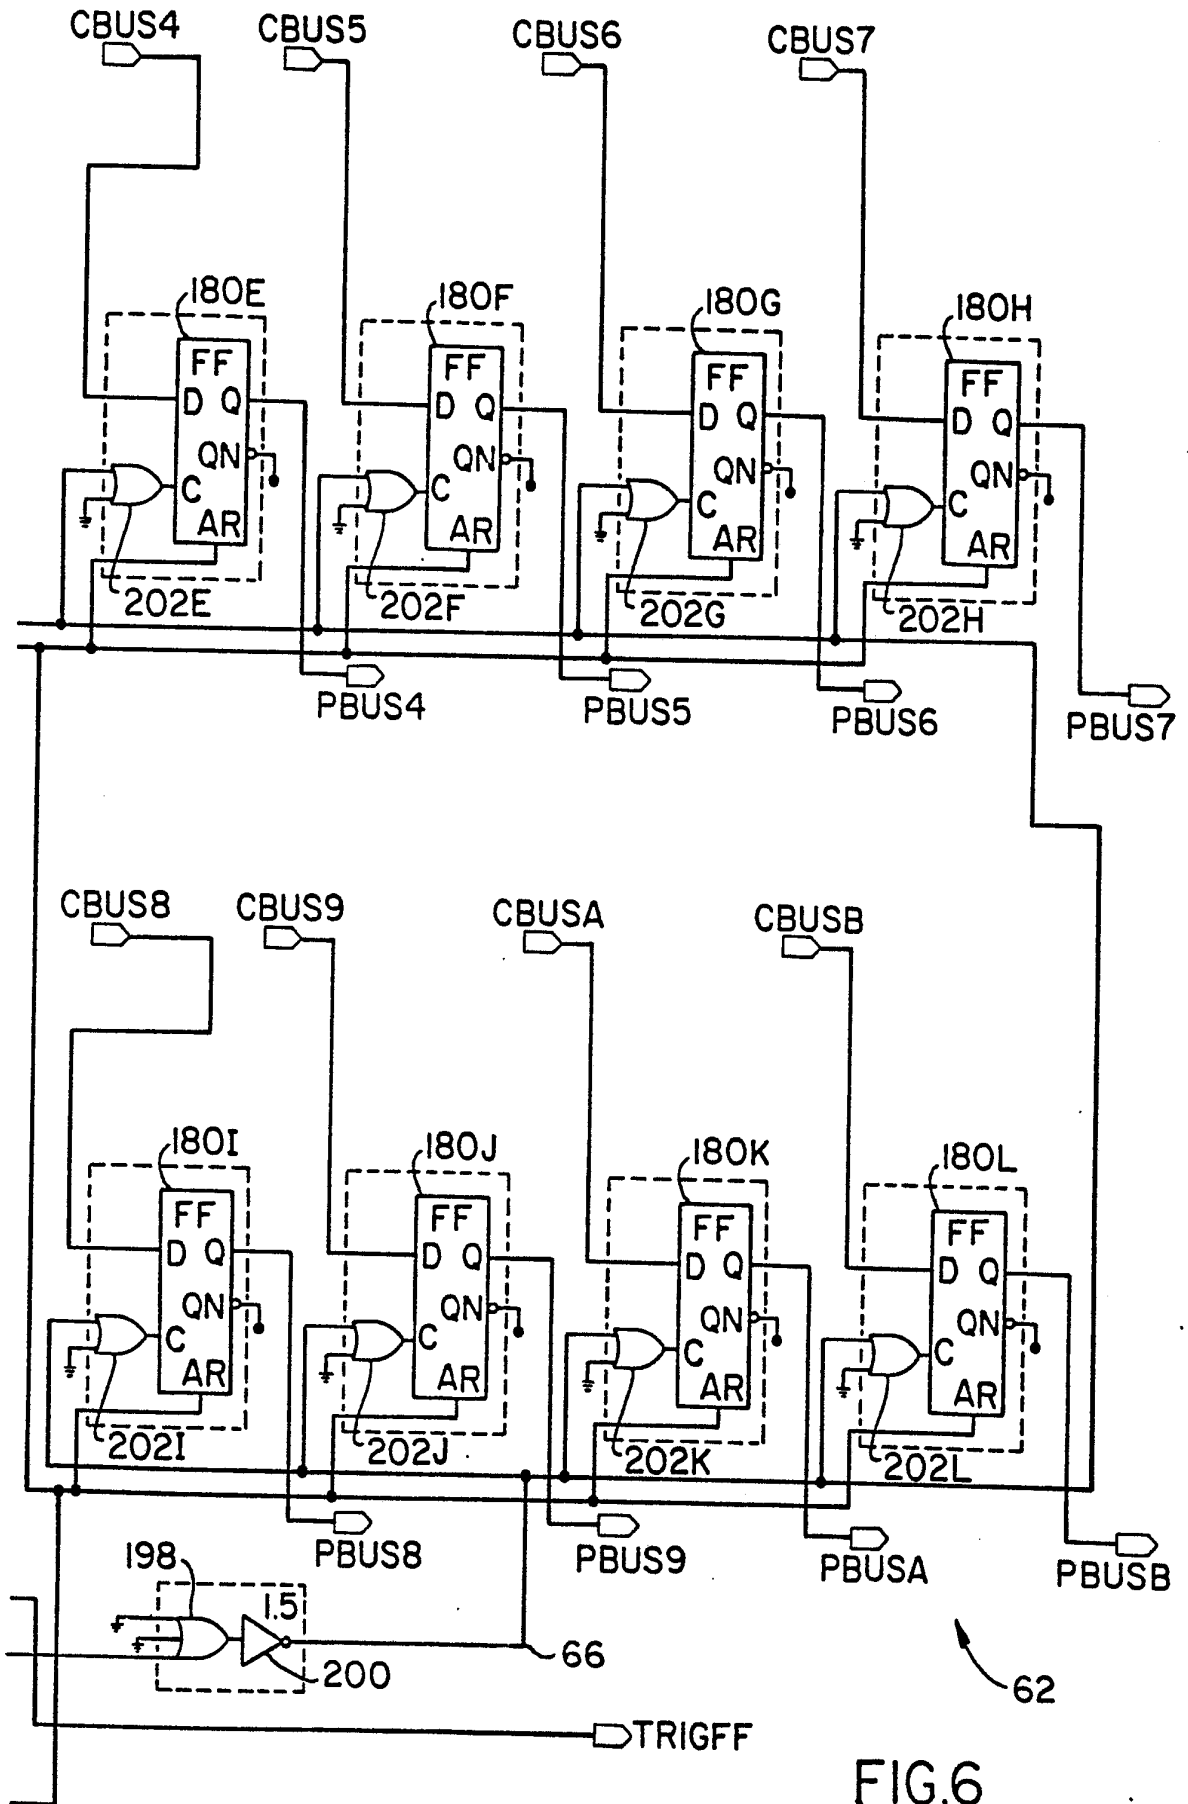 CBUS4 CBUS5 CBUS6 CBUS7
180E 180F 180G 180H
FF FF FF FF
D Q D Q D Q D Q
QN QN QN QN
C C C C
AR AR AR AR
202E 202F 202G 202H
PBUS4 PBUS5 PBUS6 PBUS7
CBUS8 CBUS9 CBUSA CBUSB
180I 180J 180K 180L
FF FF FF FF
D Q D Q D Q D Q
QN QN QN QN
C C C C
AR AR AR AR
202I 202J 202K 202L
PBUS8 PBUS9 PBUSA PBUSB
198
1.5
66
200
62
TRIGFF
FIG.6